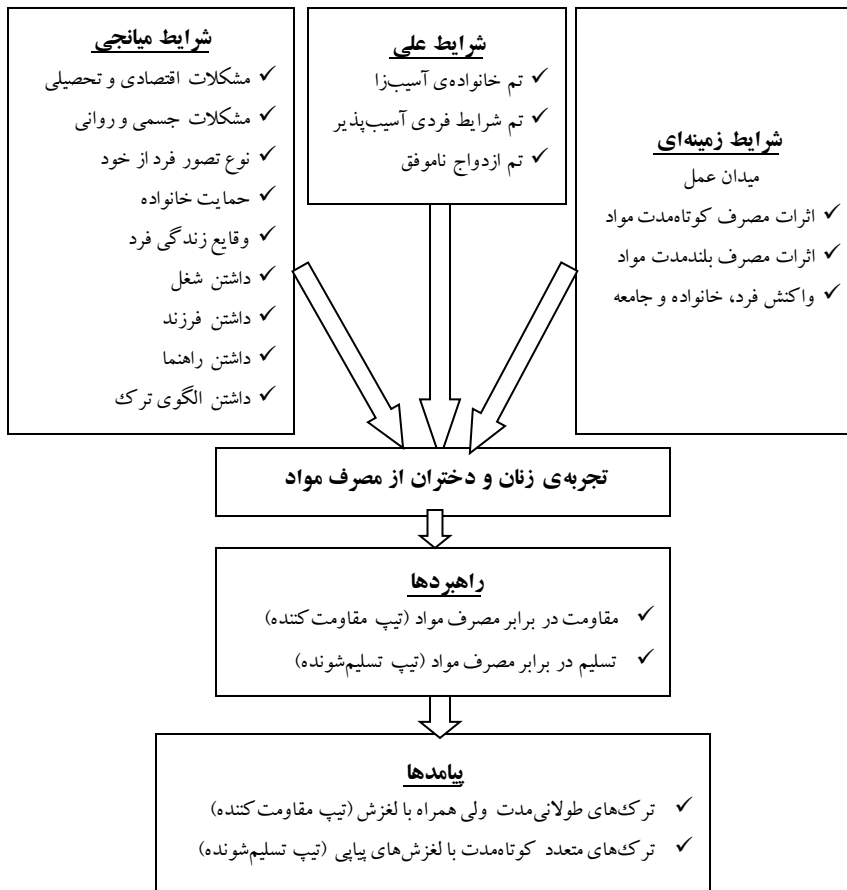 شرایط زمینه‌ای
میدان عمل
✓ اثرات مصرف کوتاه‌مدت مواد
✓ اثرات مصرف بلندمدت مواد
✓ واکنش فرد، خانواده و جامعه
شرایط علی
✓ تم خانواده‌ی آسیب‌زا
✓ تم شرایط فردی آسیب‌پذیر
✓ تم ازدواج ناموفق
شرایط میانجی
✓ مشکلات اقتصادی و تحصیلی
✓ مشکلات جسمی و روانی
✓ نوع تصور فرد از خود
✓ حمایت خانواده
✓ وقایع زندگی فرد
✓ داشتن شغل
✓ داشتن فرزند
✓ داشتن راهنما
✓ داشتن الگوی ترک
تجربه‌ی زنان و دختران از مصرف مواد
راهبردها
✓ مقاومت در برابر مصرف مواد (تیپ مقاومت کننده)
✓ تسلیم در برابر مصرف مواد (تیپ تسلیم‌شونده)
پیامدها
✓ ترک‌های طولانی‌مدت ولی همراه با لغزش (تیپ مقاومت کننده)
✓ ترک‌های متعدد کوتاه‌مدت با لغزش‌های پیاپی (تیپ تسلیم‌شونده)